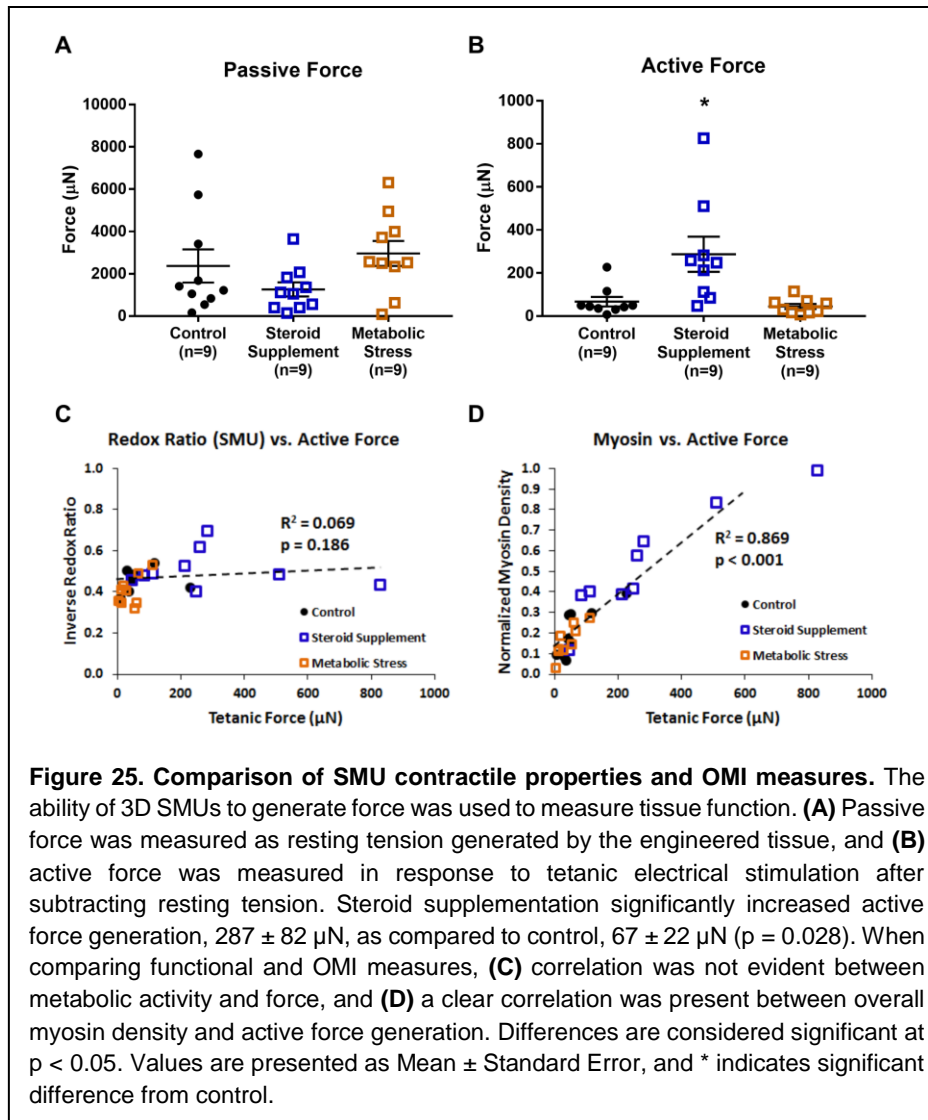 A
Passive Force
Force (µN)
10000
8000
6000
4000
2000
0
Control
(n=9)
Steroid
Supplement
(n=9)
Metabolic
Stress
(n=9)
B
Active Force
*
Force (µN)
1000
800
600
400
200
0
Control
(n=9)
Steroid
Supplement
(n=9)
Metabolic
Stress
(n=9)
C
Redox Ratio (SMU) vs. Active Force
Inverse Redox Ratio
1.0
0.8
0.6
0.4
0.2
0.0
R² = 0.069
p = 0.186
Control
Steroid Supplement
Metabolic Stress
0
200
400
600
800
1000
Tetanic Force (µN)
D
Myosin vs. Active Force
Normalized Myosin Density
1.0
0.9
0.8
0.7
0.6
0.5
0.4
0.3
0.2
0.1
0.0
R² = 0.869
p < 0.001
Control
Steroid Supplement
Metabolic Stress
0
200
400
600
800
1000
Tetanic Force (µN)
Figure 25. Comparison of SMU contractile properties and OMI measures. The
ability of 3D SMUs to generate force was used to measure tissue function. (A) Passive
force was measured as resting tension generated by the engineered tissue, and (B)
active force was measured in response to tetanic electrical stimulation after
subtracting resting tension. Steroid supplementation significantly increased active
force generation, 287 ± 82 µN, as compared to control, 67 ± 22 µN (p = 0.028). When
comparing functional and OMI measures, (C) correlation was not evident between
metabolic activity and force, and (D) a clear correlation was present between overall
myosin density and active force generation. Differences are considered significant at
p < 0.05. Values are presented as Mean ± Standard Error, and * indicates significant
difference from control.